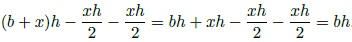 (b + x)h − xh/2 − xh/2 = bh + xh − xh/2 − xh/2 = bh.